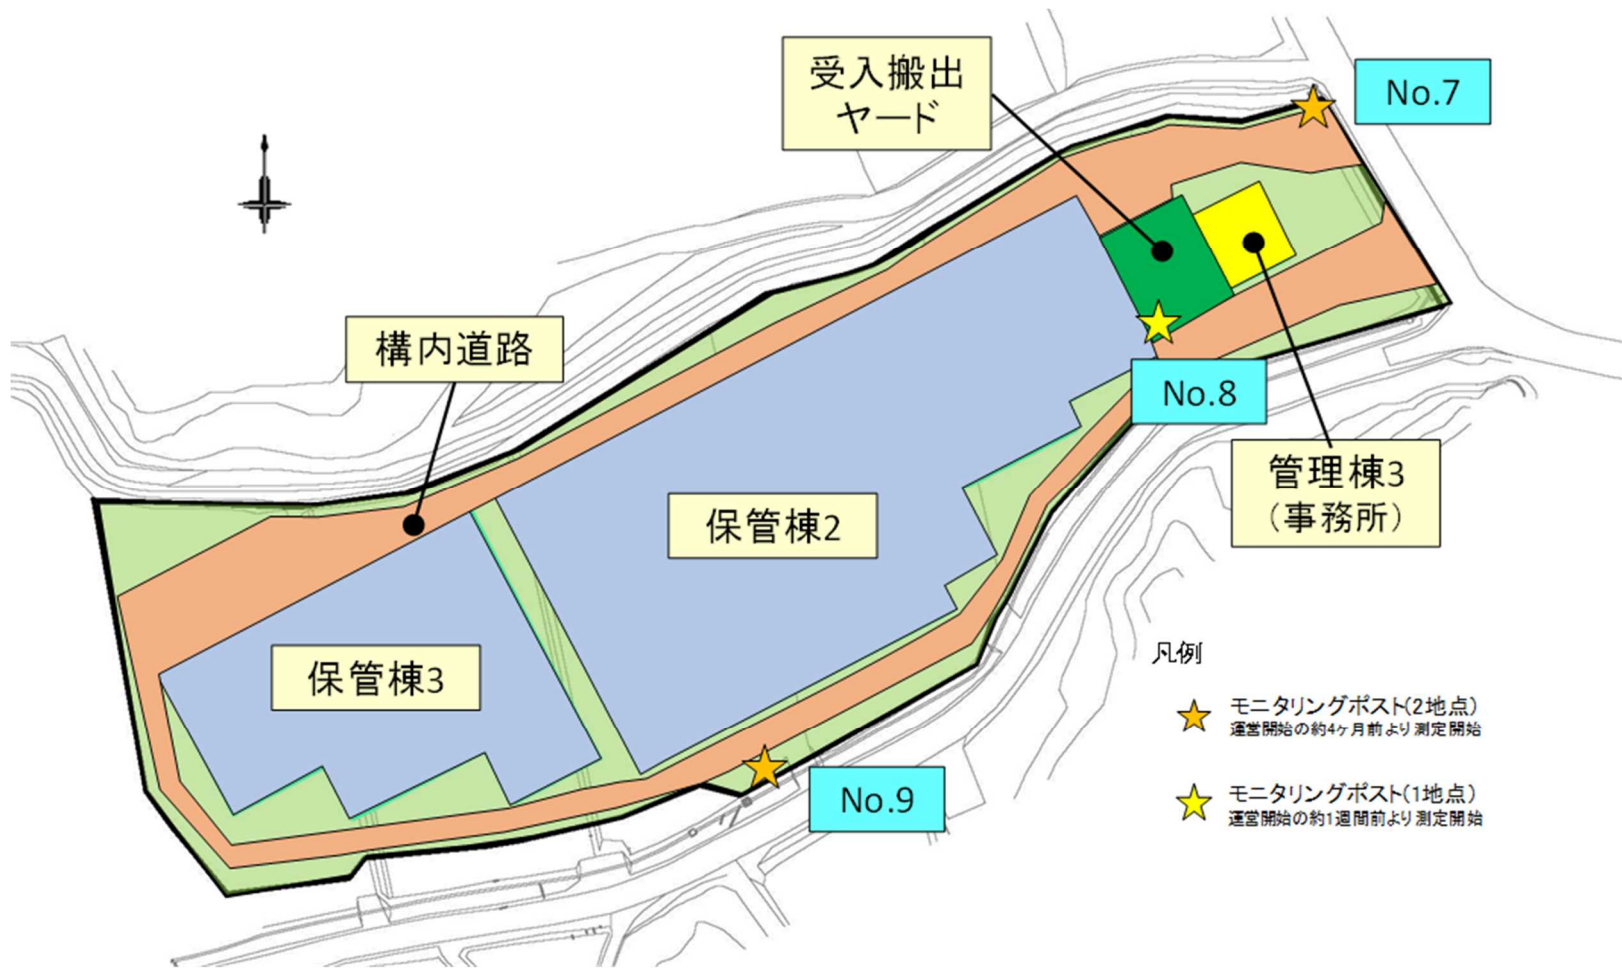 受入搬出
ヤード
No.7
構内道路
No.8
管理棟3
（事務所）
保管棟2
保管棟3
No.9
凡例
モニタリングポスト(2地点)
運営開始の約4ヶ月前より測定開始
モニタリングポスト(1地点)
運営開始の約1週間前より測定開始